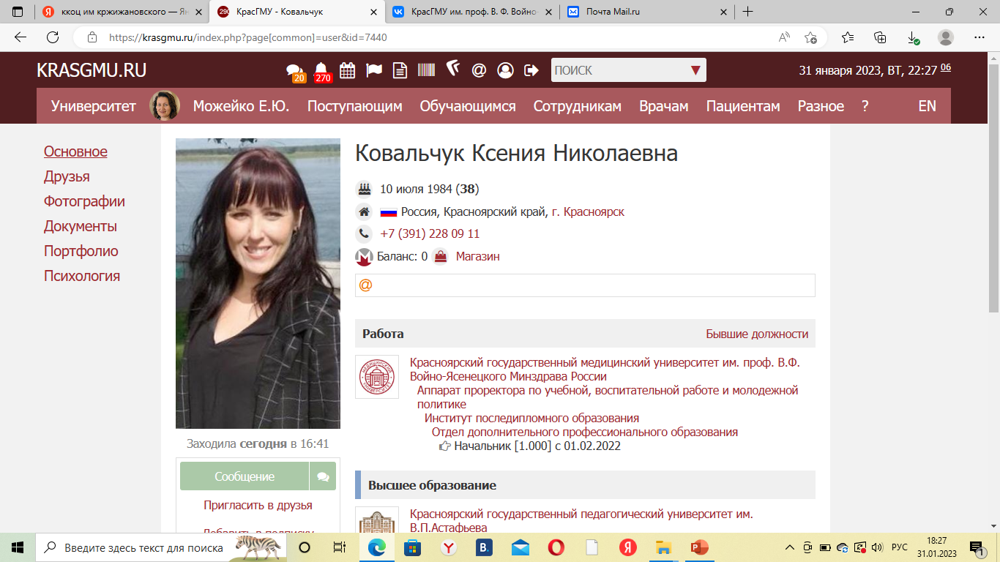 ккоц им кржижановского — Ян
КрасГМУ - Ковальчук
КрасГМУ им. проф. В. Ф. Войно-
Почта Mail.ru
https://krasgmu.ru/index.php?page[common]=user&id=7440
KRASGMU.RU
20
270
ПОИСК
31 января 2023, ВТ, 22:27 06
Университет
Можейко Е.Ю.
Поступающим
Обучающимся
Сотрудникам
Врачам
Пациентам
Разное
?
EN
Основное
Друзья
Фотографии
Документы
Портфолио
Психология
Ковальчук Ксения Николаевна
10 июля 1984 (38)
Россия, Красноярский край, г. Красноярск
+7 (391) 228 09 11
Баланс: 0 Магазин
@
Работа
Бывшие должности
Красноярский государственный медицинский университет им. проф. В.Ф.
Войно-Ясенецкого Минздрава России
Аппарат проректора по учебной, воспитательной работе и молодежной
политике
Институт последипломного образования
Отдел дополнительного профессионального образования
Начальник [1.000] с 01.02.2022
Заходила сегодня в 16:41
Сообщение
Пригласить в друзья
Добавить в подписку
Высшее образование
Красноярский государственный педагогический университет им.
В.П.Астафьева
Введите здесь текст для поиска
РУС
18:27
31.01.2023
1